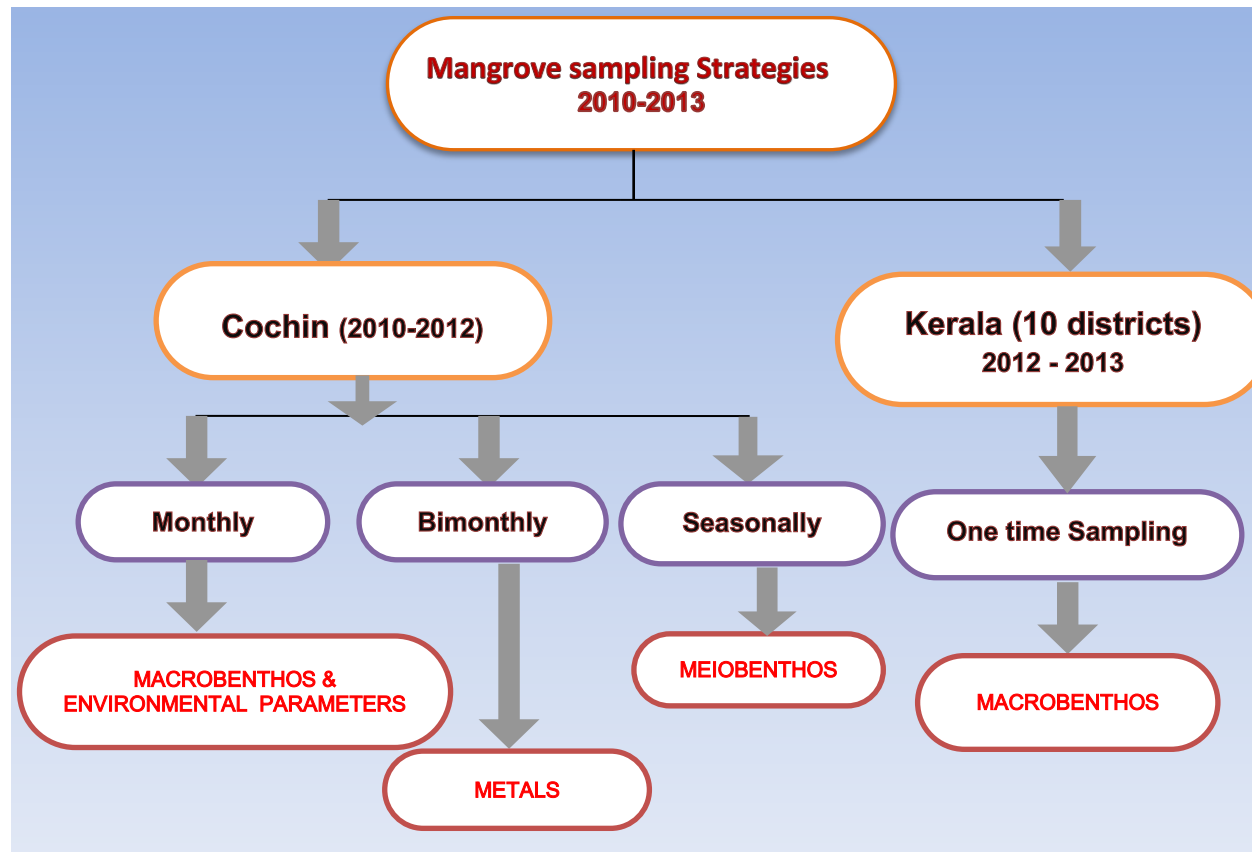 Mangrove sampling Strategies
2010-2013
Cochin (2010-2012)
Kerala (10 districts)
2012 - 2013
Monthly
Bimonthly
Seasonally
One time Sampling
MACROBENTHOS &
ENVIRONMENTAL PARAMETERS
METALS
MEIOBENTHOS
MACROBENTHOS